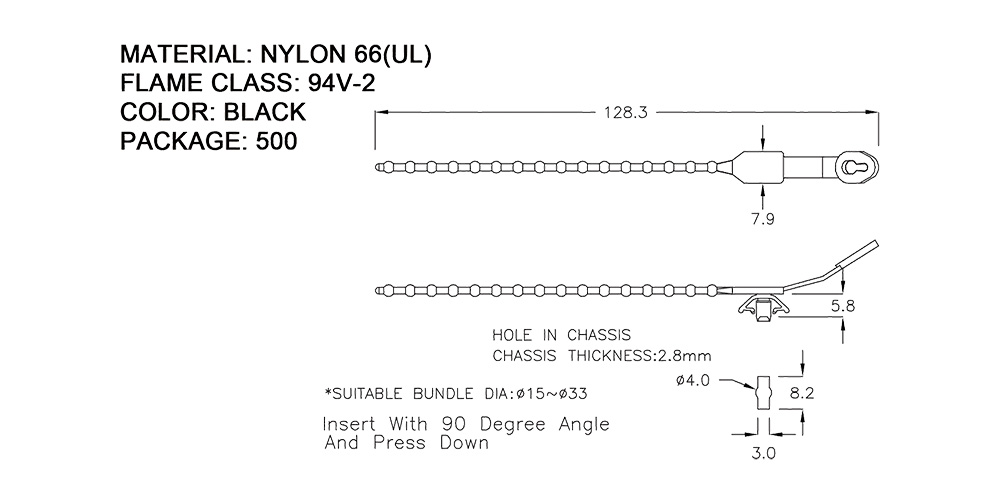 MATERIAL: NYLON 66(UL)
FLAME CLASS: 94V-2
COLOR: BLACK
PACKAGE: 500
128.3
7.9
5.8
HOLE IN CHASSIS
CHASSIS THICKNESS:2.8mm
ø4.0
8.2
*SUITABLE BUNDLE DIA:ø15~ø33
Insert With 90 Degree Angle
And Press Down
3.0